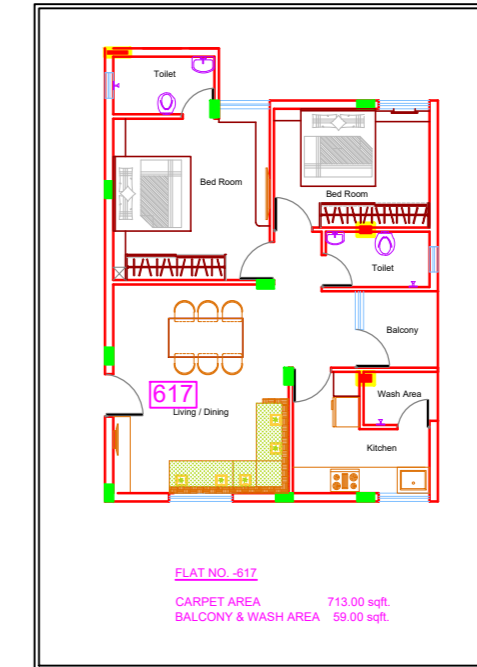 Toilet
Bed Room
Bed Room
Toilet
Balcony
617
Living / Dining
Wash Area
Kitchen
FLAT NO. -617
CARPET AREA 713.00 sqft.
BALCONY & WASH AREA 59.00 sqft.